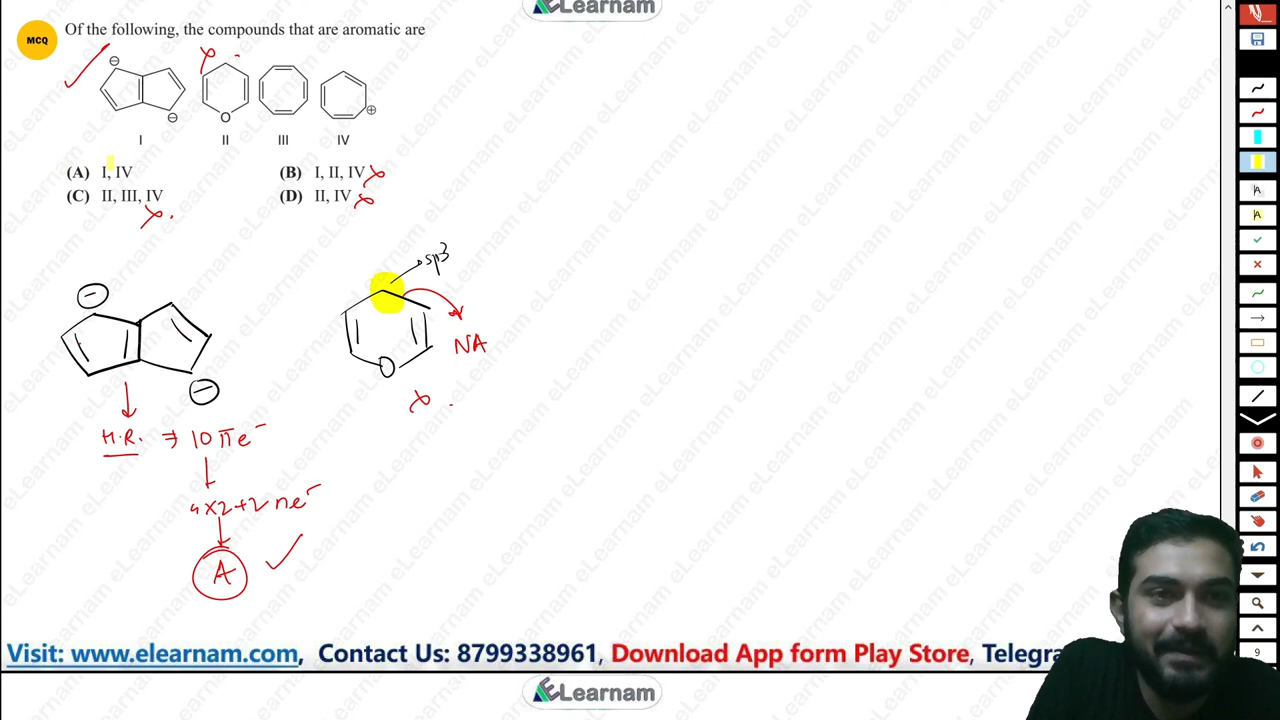 ELearnam
MCQ
Of the following, the compounds that are aromatic are
⊖
⊖
O
⊕
I II III IV
(A) I, IV (B) I, II, IV
(C) II, III, IV (D) II, IV
sp3
⊖
O
NA
⊖
H.R. ⇒ 10 πe⁻
4×2+2 πe⁻
A
Visit: www.elearnam.com, Contact Us: 8799338961, Download App form Play Store, Telegra
ELearnam
A
A
9